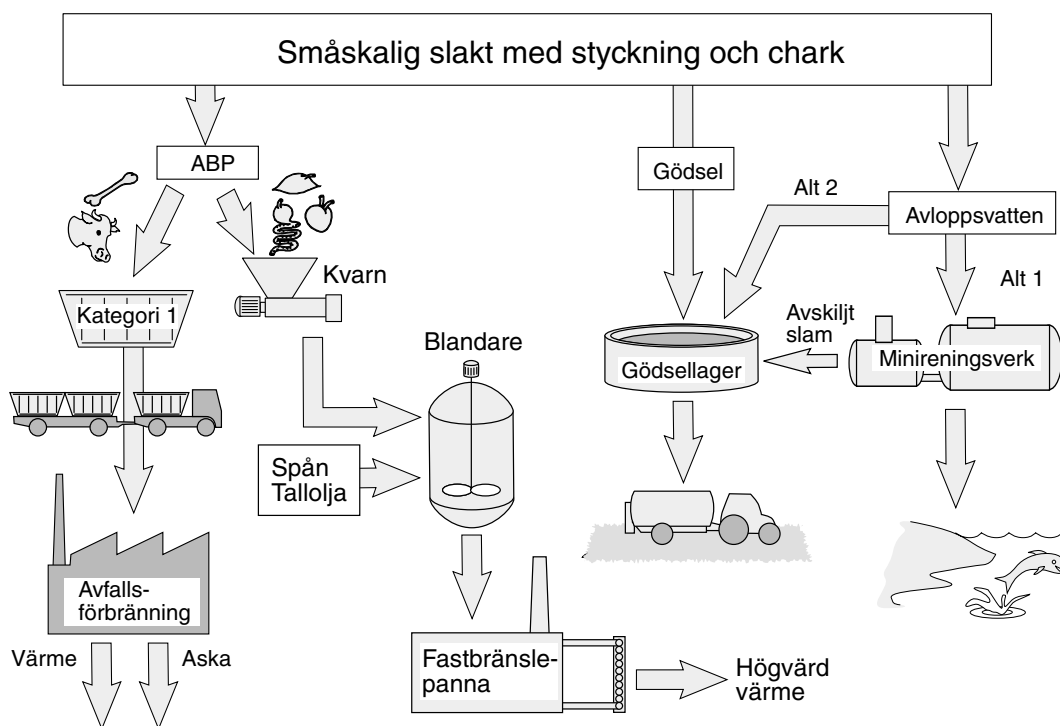 Småskalig slakt med styckning och chark
ABP
Gödsel
Alt 2
Avloppsvatten
Kvarn
Alt 1
Kategori 1
Avskiljt
slam
Blandare
Gödsellager
Minireningsverk
Spån
Tallolja
Avfalls-
förbränning
Värme
Aska
Fastbränsle-
panna
Högvärd
värme